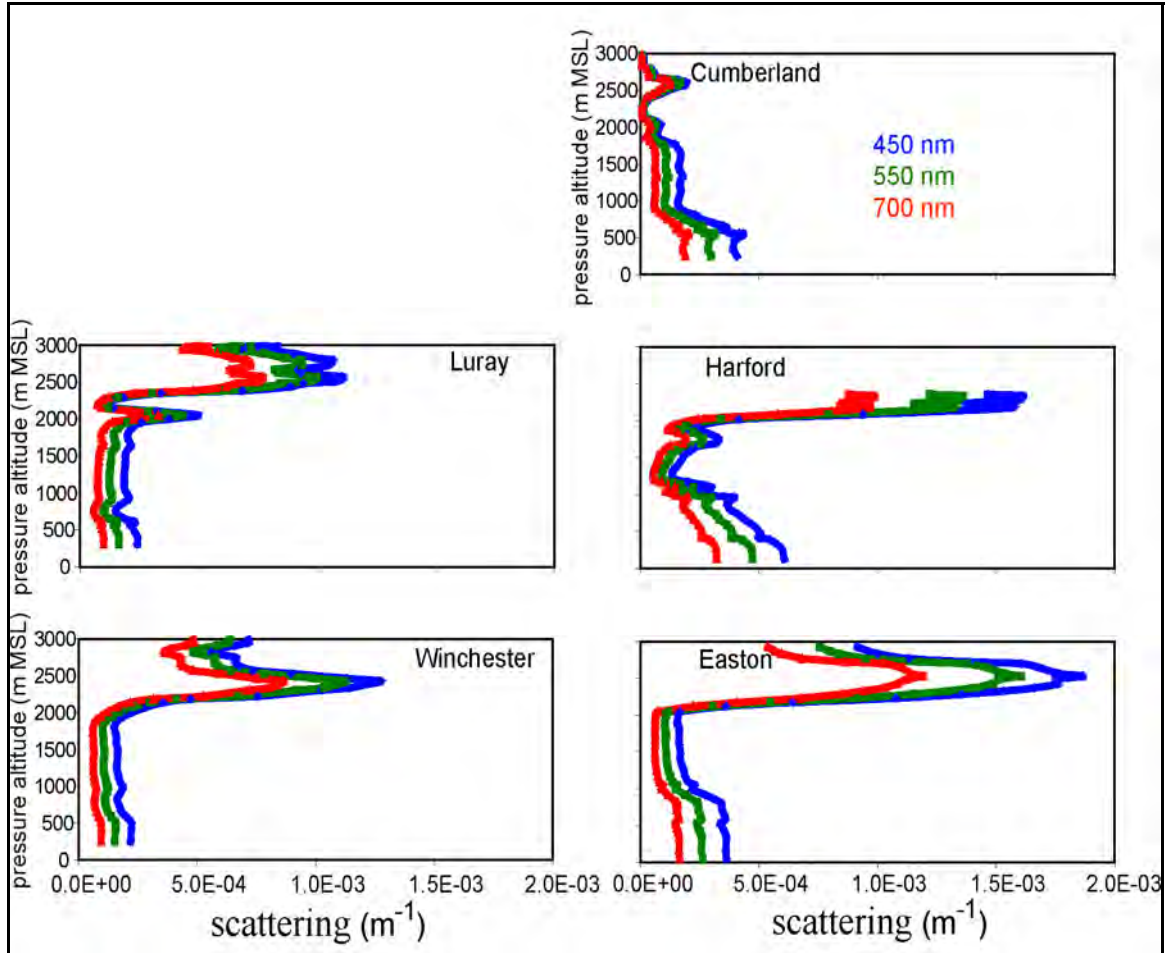 Cumberland
pressure altitude (m MSL)
3000
2500
2000
1500
1000
500
0
450 nm
550 nm
700 nm
Luray
pressure altitude (m MSL)
3000
2500
2000
1500
1000
500
0
Harford
Winchester
pressure altitude (m MSL)
3000
2500
2000
1500
1000
500
0
0.0E+00 5.0E-04 1.0E-03 1.5E-03 2.0E-03
scattering (m⁻¹)
Easton
0.0E+00 5.0E-04 1.0E-03 1.5E-03 2.0E-03
scattering (m⁻¹)